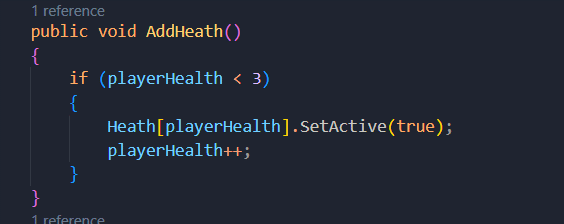 1 reference
public void AddHeath()
{
if (playerHealth < 3)
{
Heath[playerHealth].SetActive(true);
playerHealth++;
}
}
1 reference